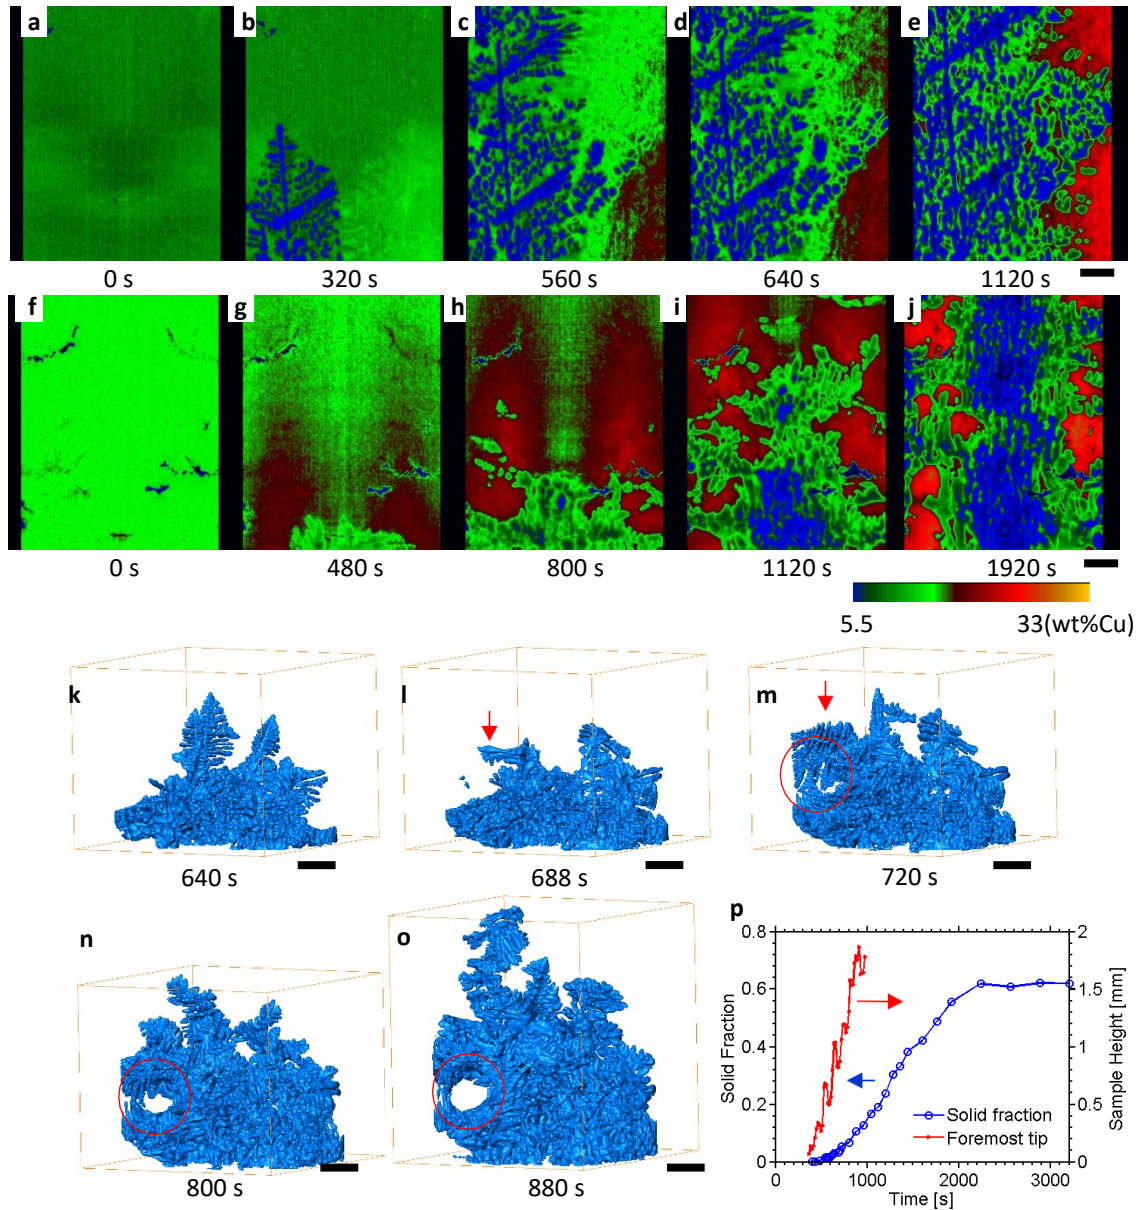 a b c d e
0 s 320 s 560 s 640 s 1120 s
f g h i j
0 s 480 s 800 s 1120 s 1920 s
5.5 33(wt%Cu)
k l m
640 s 688 s 720 s
n o p
800 s 880 s
0.8 2
0.6 1.5
0.4 1
0.2 0.5
0 0
Solid Fraction
Sample Height [mm]
Solid fraction
Foremost tip
0 1000 2000 3000
Time [s]